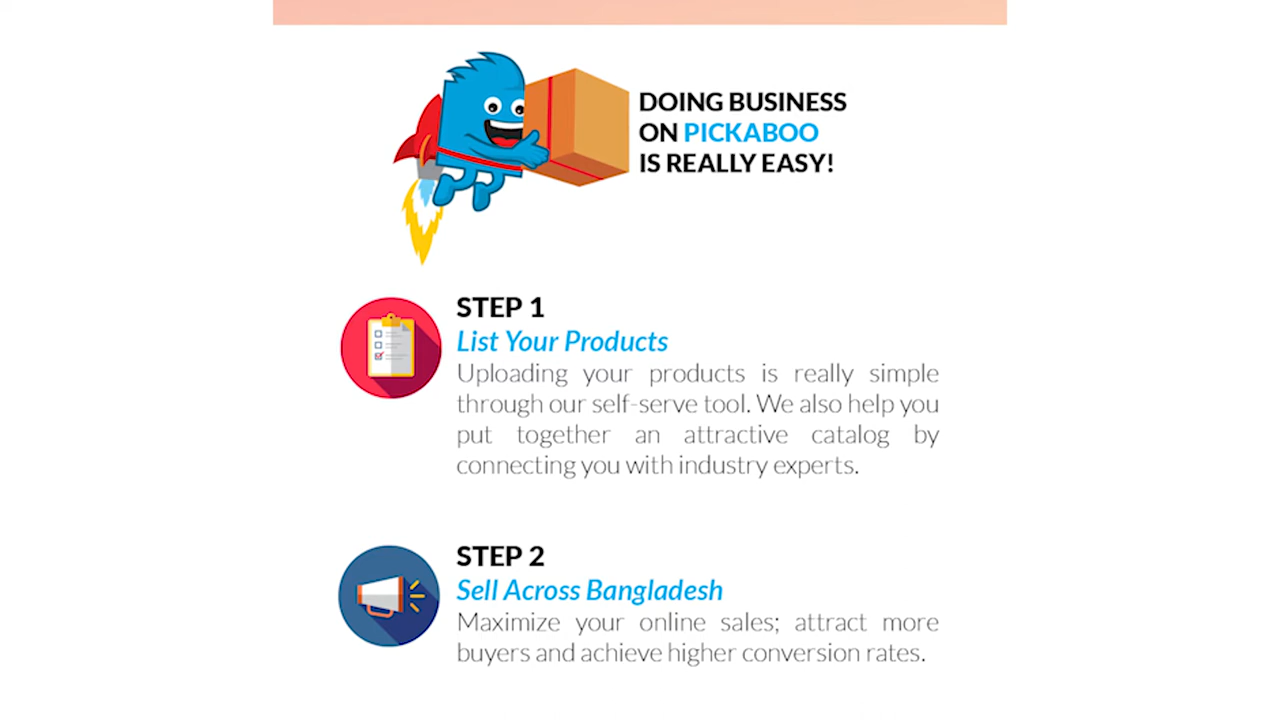 DOING BUSINESS
ON PICKABOO
IS REALLY EASY!
STEP 1
List Your Products
Uploading your products is really simple
through our self-serve tool. We also help you
put together an attractive catalog by
connecting you with industry experts.
STEP 2
Sell Across Bangladesh
Maximize your online sales; attract more
buyers and achieve higher conversion rates.